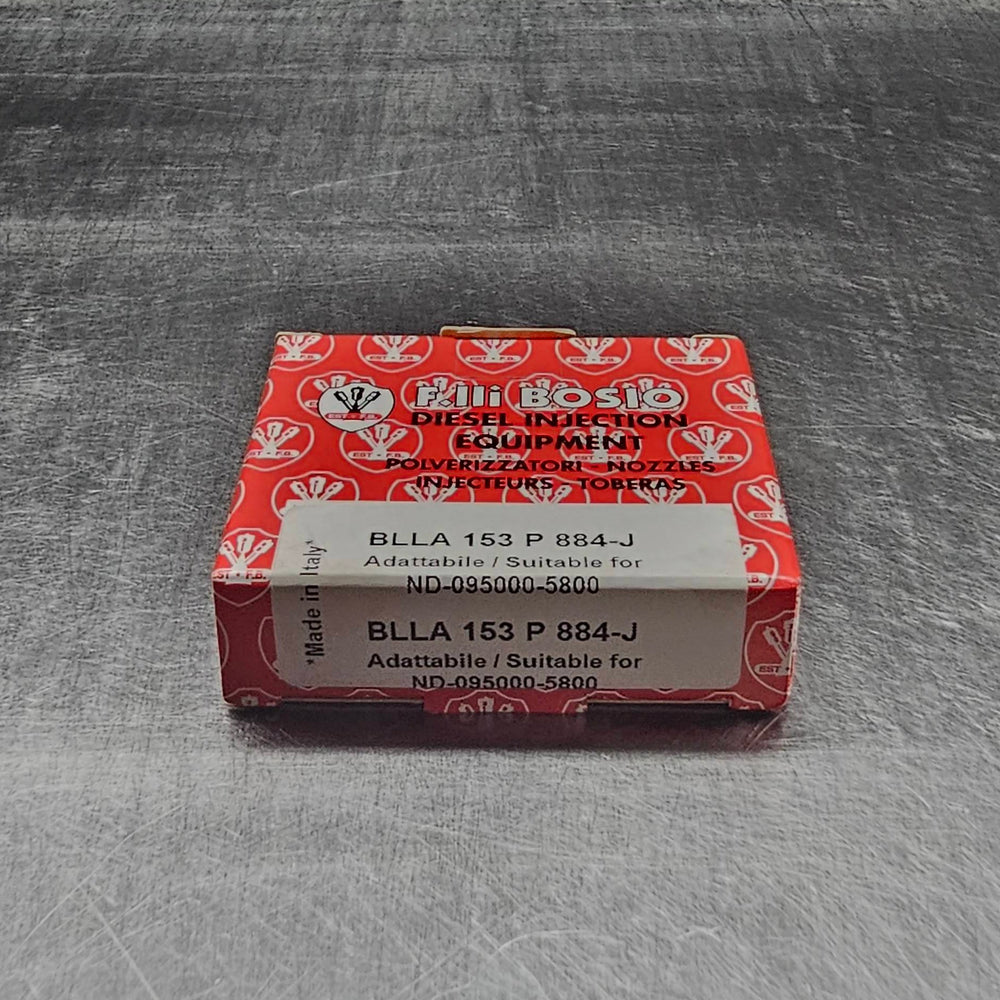 F.lli BOSIO
DIESEL INJECTION
EQUIPMENT
POLVERIZZATORI - NOZZLES
INJECTEURS - TOBERAS
EST • F.B.
*Made in Italy*
BLLA 153 P 884-J
Adattabile / Suitable for
ND-095000-5800
BLLA 153 P 884-J
Adattabile / Suitable for
ND-095000-5800